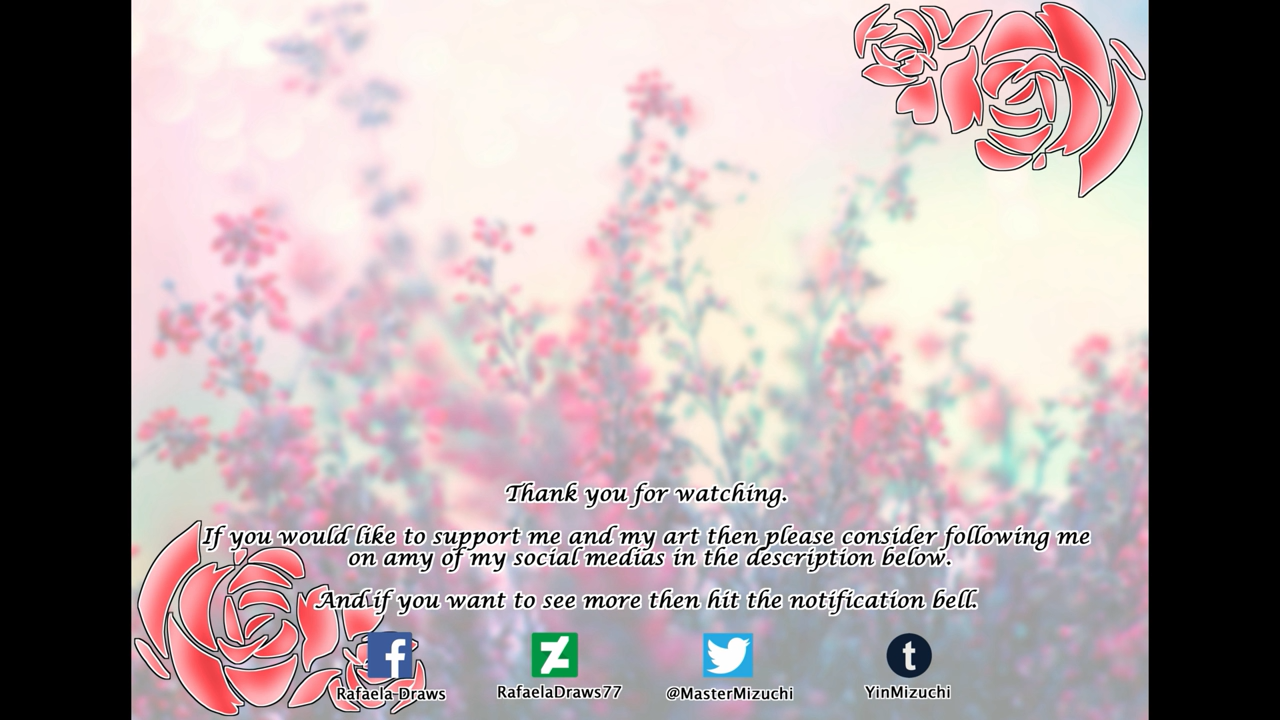 Thank you for watching.
If you would like to support me and my art then please consider following me
on amy of my social medias in the description below.
And if you want to see more then hit the notification bell.
Rafaela Draws
RafaelaDraws77
@MasterMizuchi
YinMizuchi